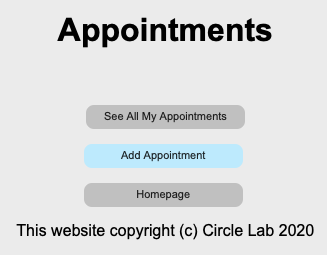 Appointments
See All My Appointments
Add Appointment
Homepage
This website copyright (c) Circle Lab 2020